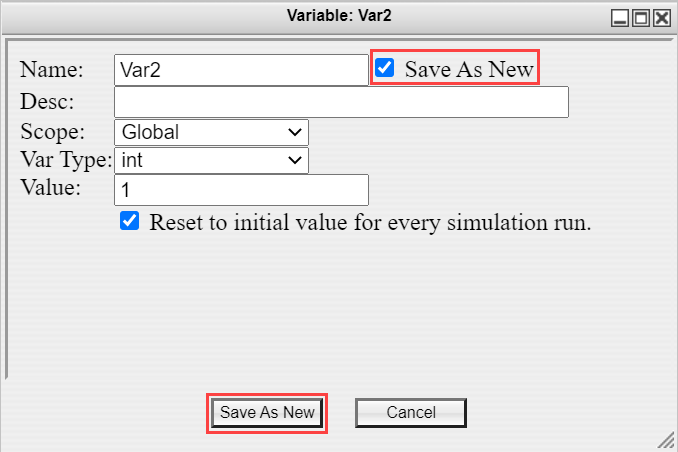 Variable: Var2
Name: Var2 Save As New
Desc:
Scope: Global
Var Type: int
Value: 1
Reset to initial value for every simulation run.
Save As New Cancel